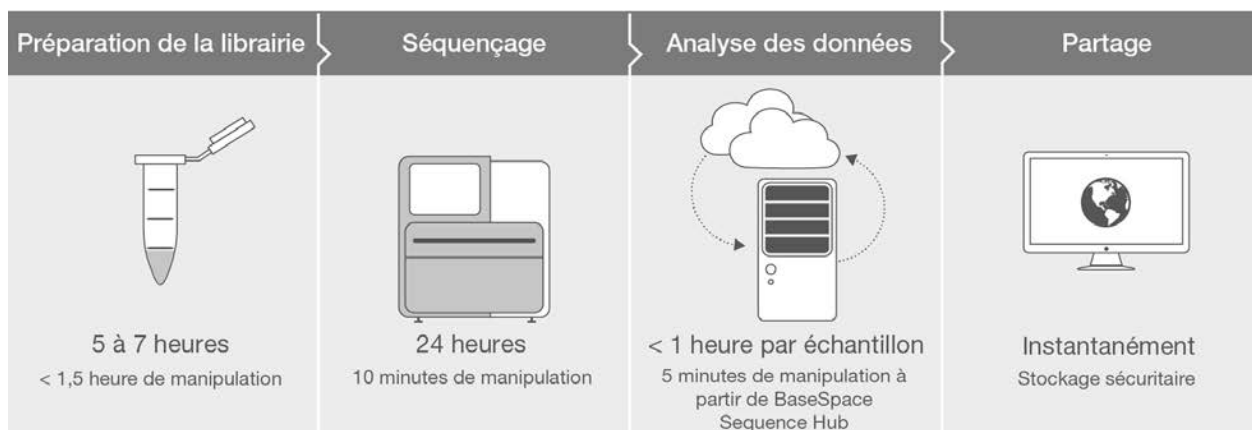 Préparation de la librairie
Séquençage
Analyse des données
Partage
5 à 7 heures
< 1,5 heure de manipulation
24 heures
10 minutes de manipulation
< 1 heure par échantillon
5 minutes de manipulation à
partir de BaseSpace
Sequence Hub
Instantanément
Stockage sécuritaire